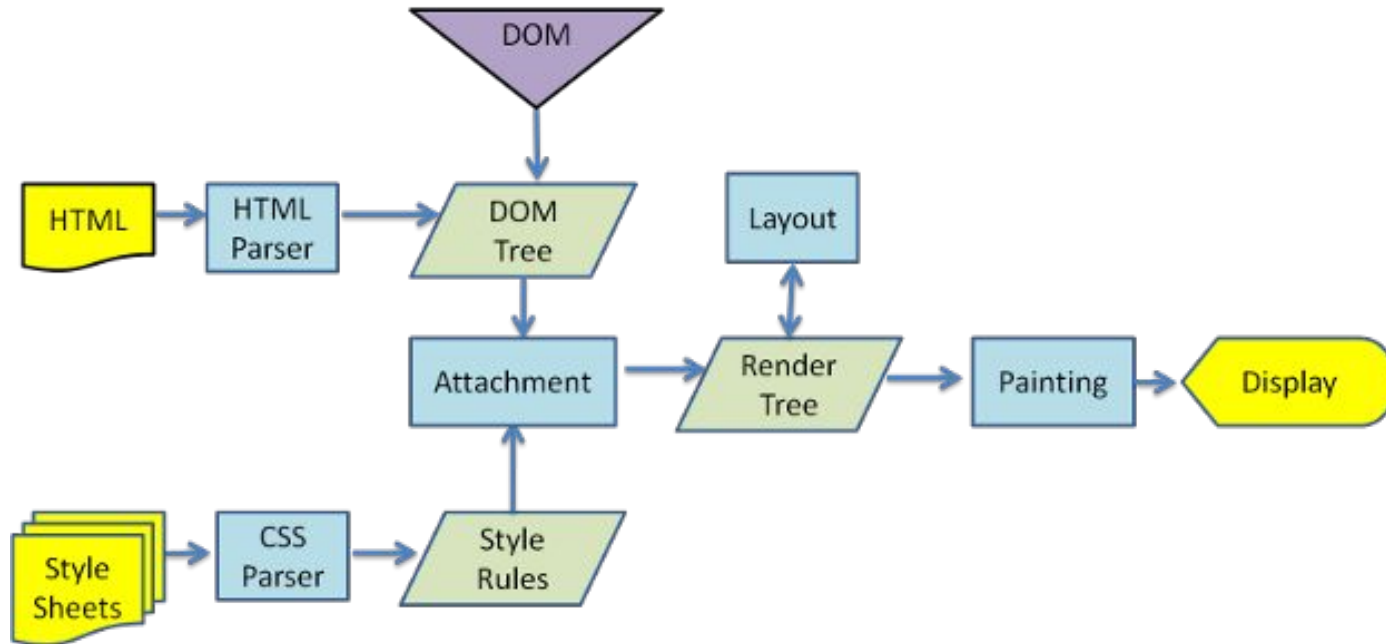 DOM
HTML
HTML
Parser
DOM
Tree
Layout
Attachment
Render
Tree
Painting
Display
Style
Sheets
CSS
Parser
Style
Rules